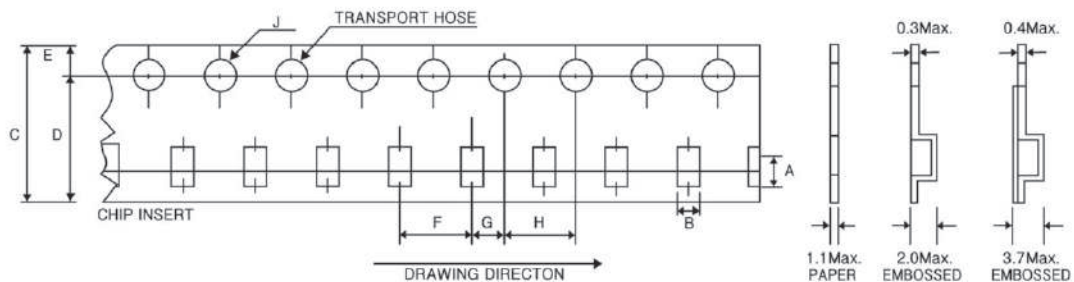 J
TRANSPORT HOSE
0.3Max.
0.4Max.
E
C
D
A
CHIP INSERT
F
G
H
B
DRAWING DIRECTON
1.1Max.
PAPER
2.0Max.
EMBOSSED
3.7Max.
EMBOSSED